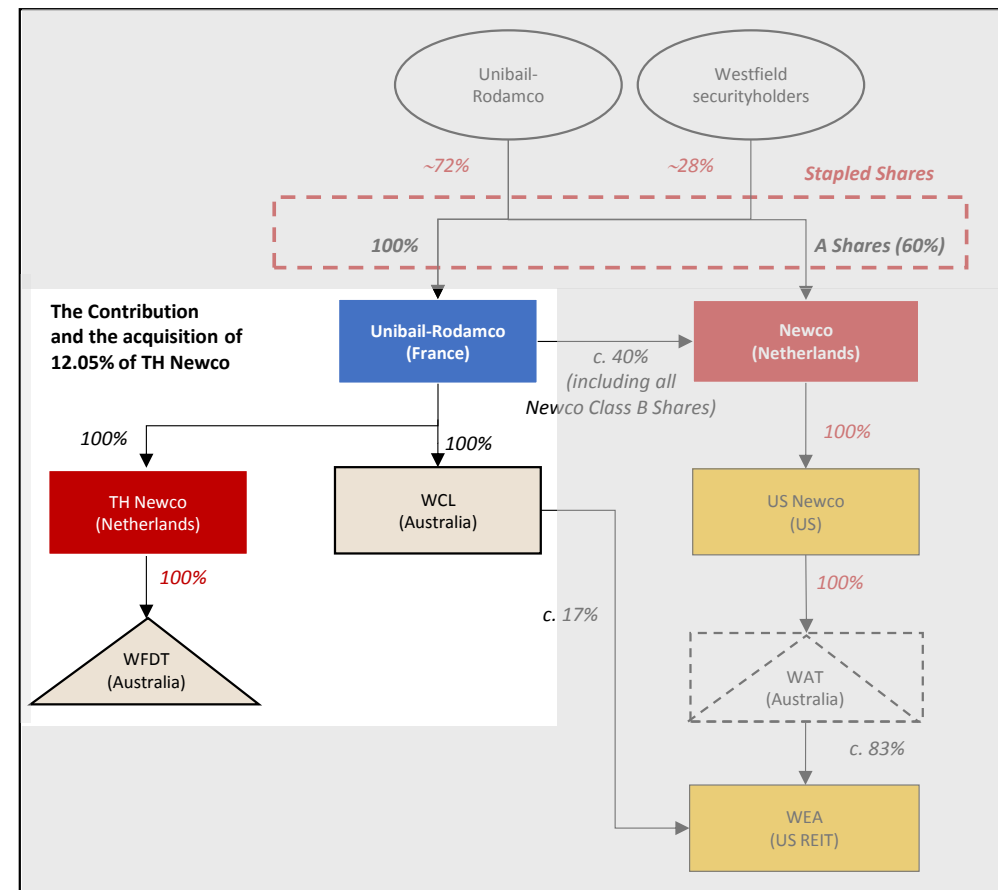 Unibail-
Rodamco
Westfield
securityholders
~72%
~28%
Stapled Shares
100%
A Shares (60%)
The Contribution
and the acquisition of
12.05% of TH Newco
Unibail-Rodamco
(France)
c. 40%
(including all
Newco Class B Shares)
Newco
(Netherlands)
100%
100%
100%
TH Newco
(Netherlands)
WCL
(Australia)
US Newco
(US)
100%
100%
c. 17%
WFDT
(Australia)
WAT
(Australia)
c. 83%
WEA
(US REIT)